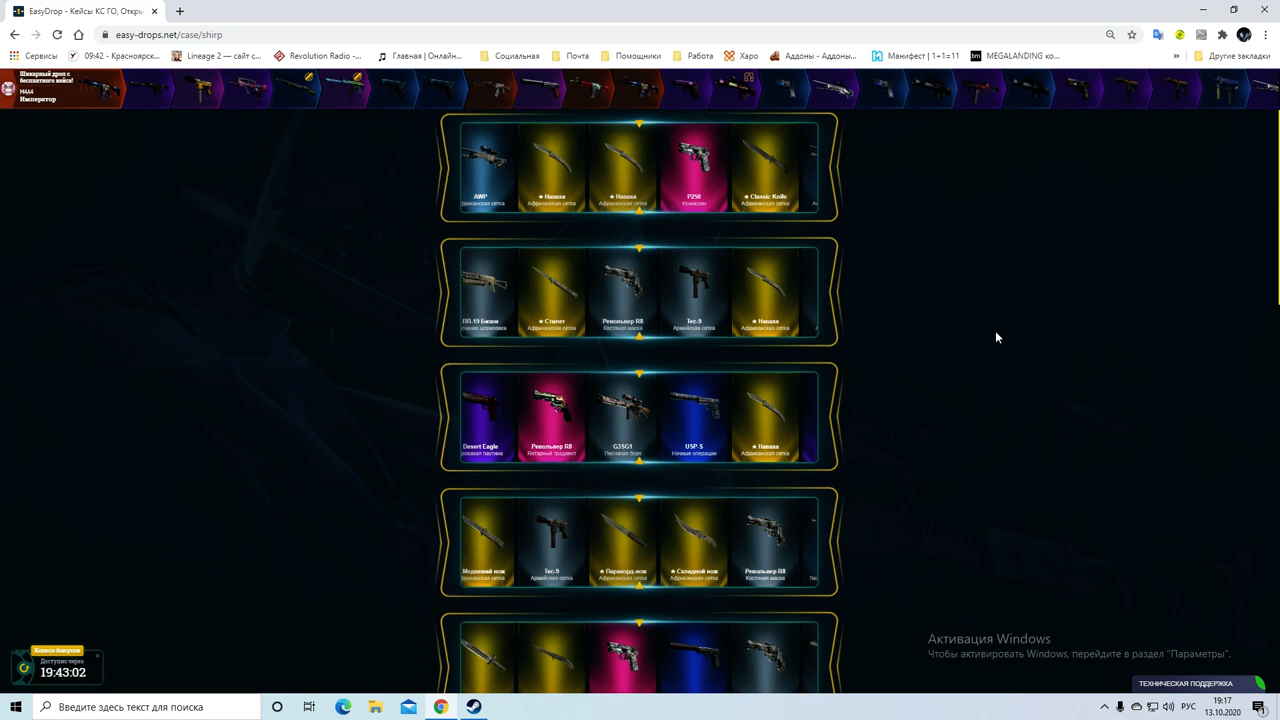 EasyDrop - Кейсы КС ГО, Откры
easy-drops.net/case/shirp
Сервисы
09:42 - Красноярск...
Lineage 2 — сайт с...
Revolution Radio -...
Главная \ Онлайн...
Социальная
Почта
Помощники
Работа
Харо
Аддоны - Аддоны...
Манифест | 1+1=11
MEGALANDING ко...
»
Другие закладки
Шикарный дроп с
бесплатного кейса!
M4A4
Император
AWP
★ Наваха
★ Наваха
P250
★ Classic Knife
Африканская сетка
Африканская сетка
Франклин
Африканская сетка
ПП-19 Бизон
★ Стилет
Револьвер R8
Tec-9
★ Наваха
Африканская сетка
Костяная маска
Армейская сетка
Африканская сетка
Desert Eagle
Револьвер R8
G3SG1
USP-S
★ Наваха
Янтарный градиент
Песчаная буря
Ночные операции
Африканская сетка
Медвежий нож
Tec-9
★ Паракорд-нож
★ Складной нож
Револьвер R8
Армейская сетка
Африканская сетка
Африканская сетка
Костяная маска
Колесо бонусов
Доступно через
19:43:02
Активация Windows
Чтобы активировать Windows, перейдите в раздел "Параметры".
ТЕХНИЧЕСКАЯ ПОДДЕРЖКА
Введите здесь текст для поиска
РУС
19:17
13.10.2020
1